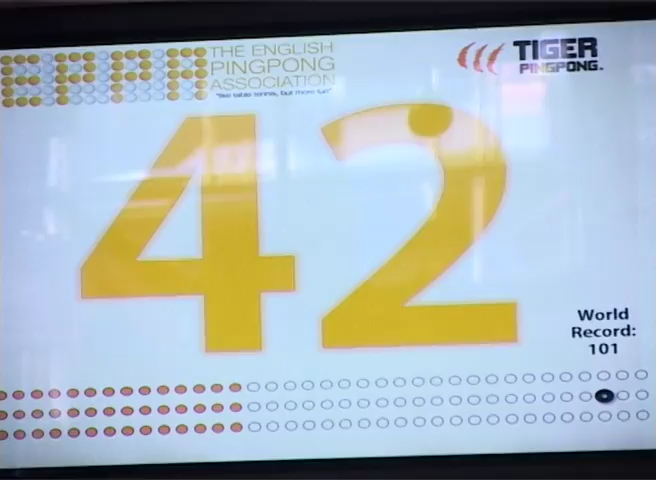 THE ENGLISH
PINGPONG
ASSOCIATION
"like table tennis, but more fun"
TIGER
PINGPONG.
42
World
Record:
101